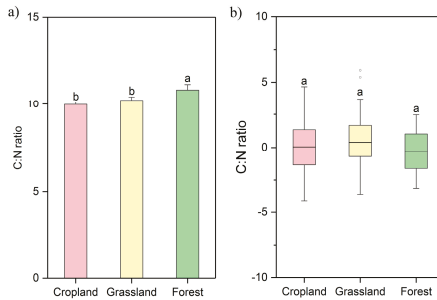 a)
C:N ratio
15
10
5
0
b
b
a
Cropland
Grassland
Forest
b)
C:N ratio
10
5
0
-5
-10
a
a
a
Cropland
Grassland
Forest